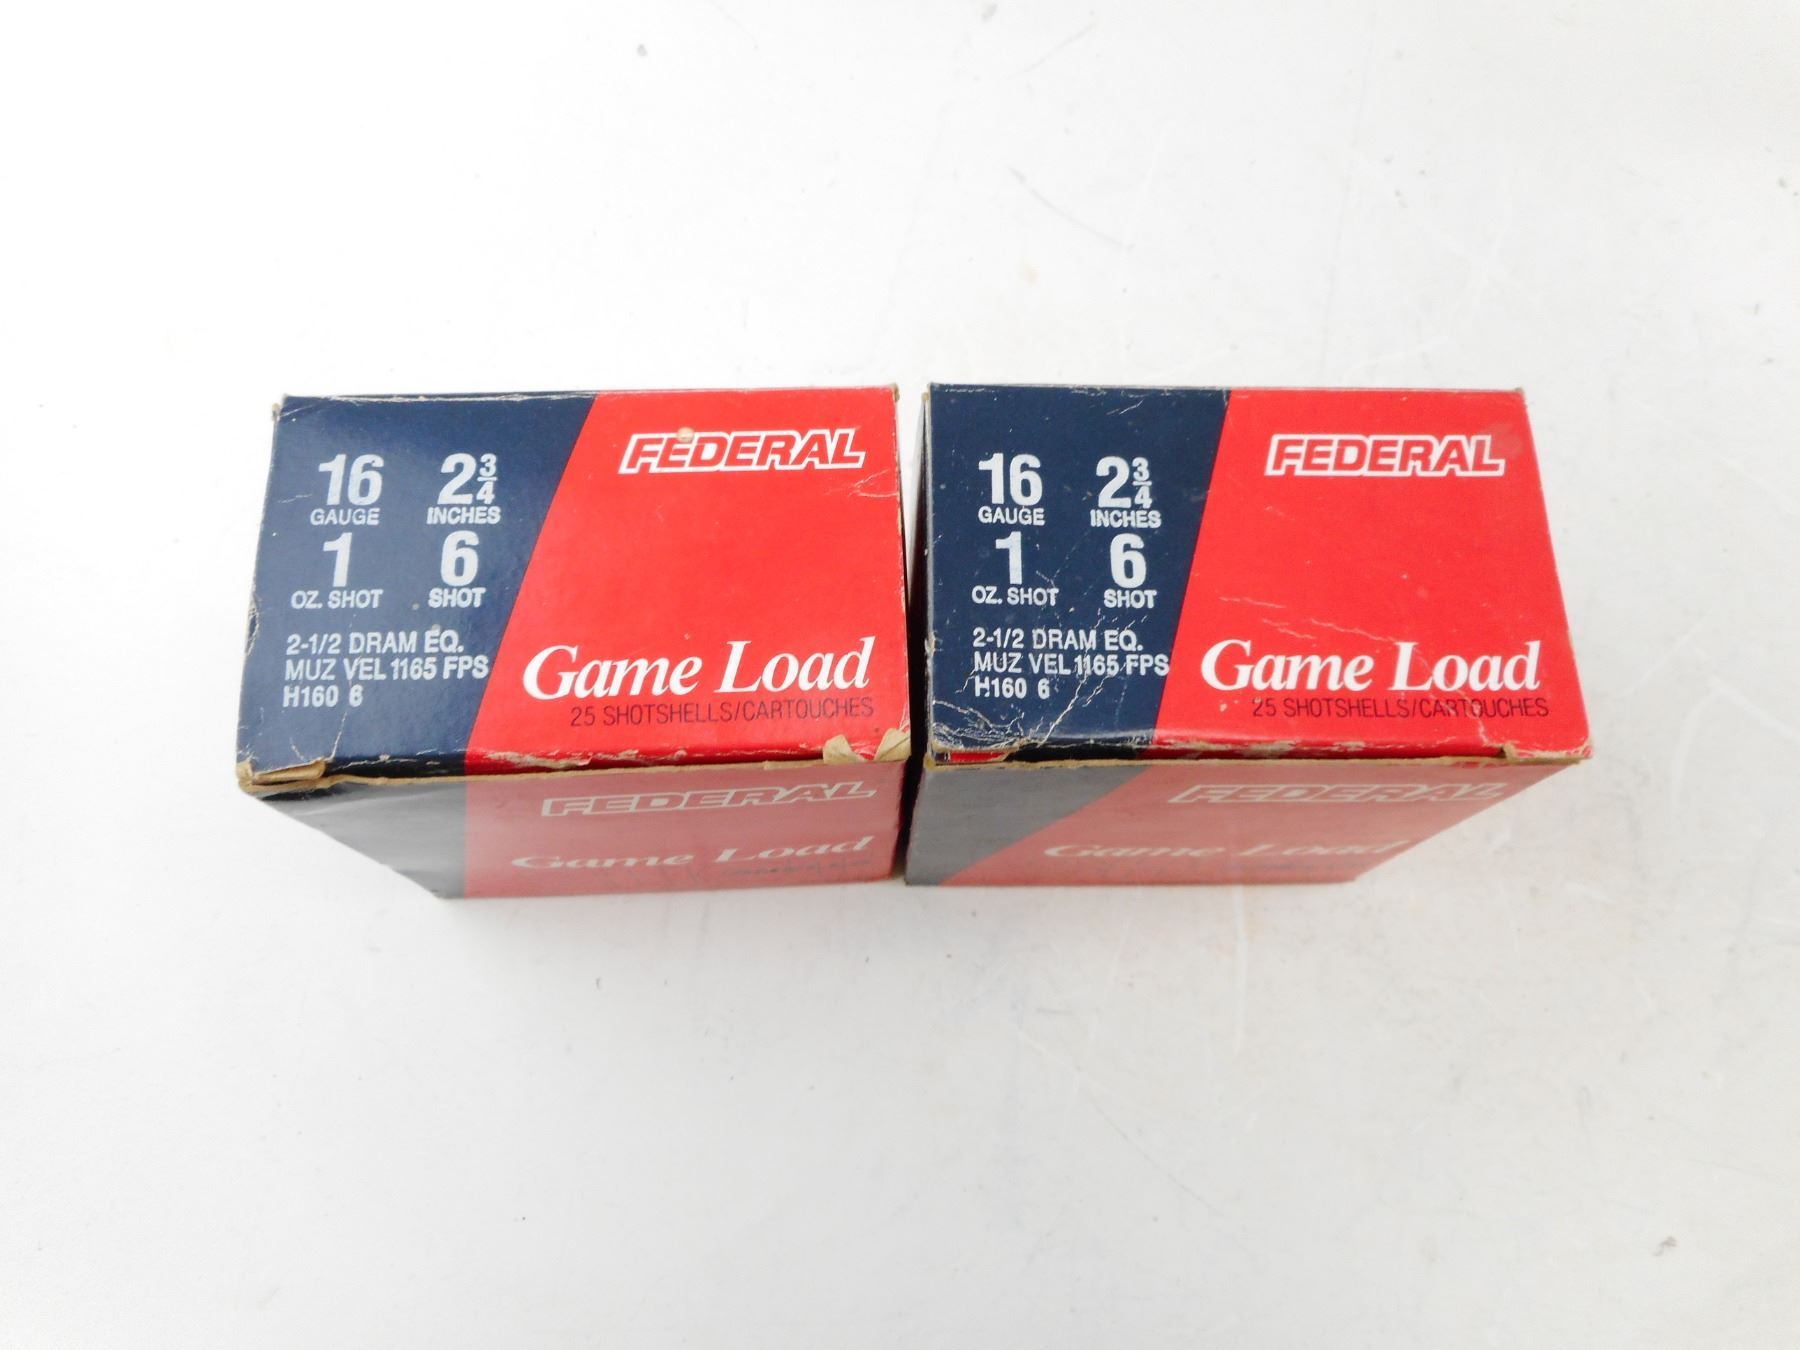 FEDERAL
16 2 3/4
GAUGE INCHES
1 6
OZ. SHOT SHOT
2-1/2 DRAM EQ.
MUZ VEL 1165 FPS
H160 6
Game Load
25 SHOTSHELLS/CARTOUCHES
FEDERAL
Game Load
FEDERAL
16 2 3/4
GAUGE INCHES
1 6
OZ. SHOT SHOT
2-1/2 DRAM EQ.
MUZ VEL 1165 FPS
H160 6
Game Load
25 SHOTSHELLS/CARTOUCHES
FEDERAL
Game Load